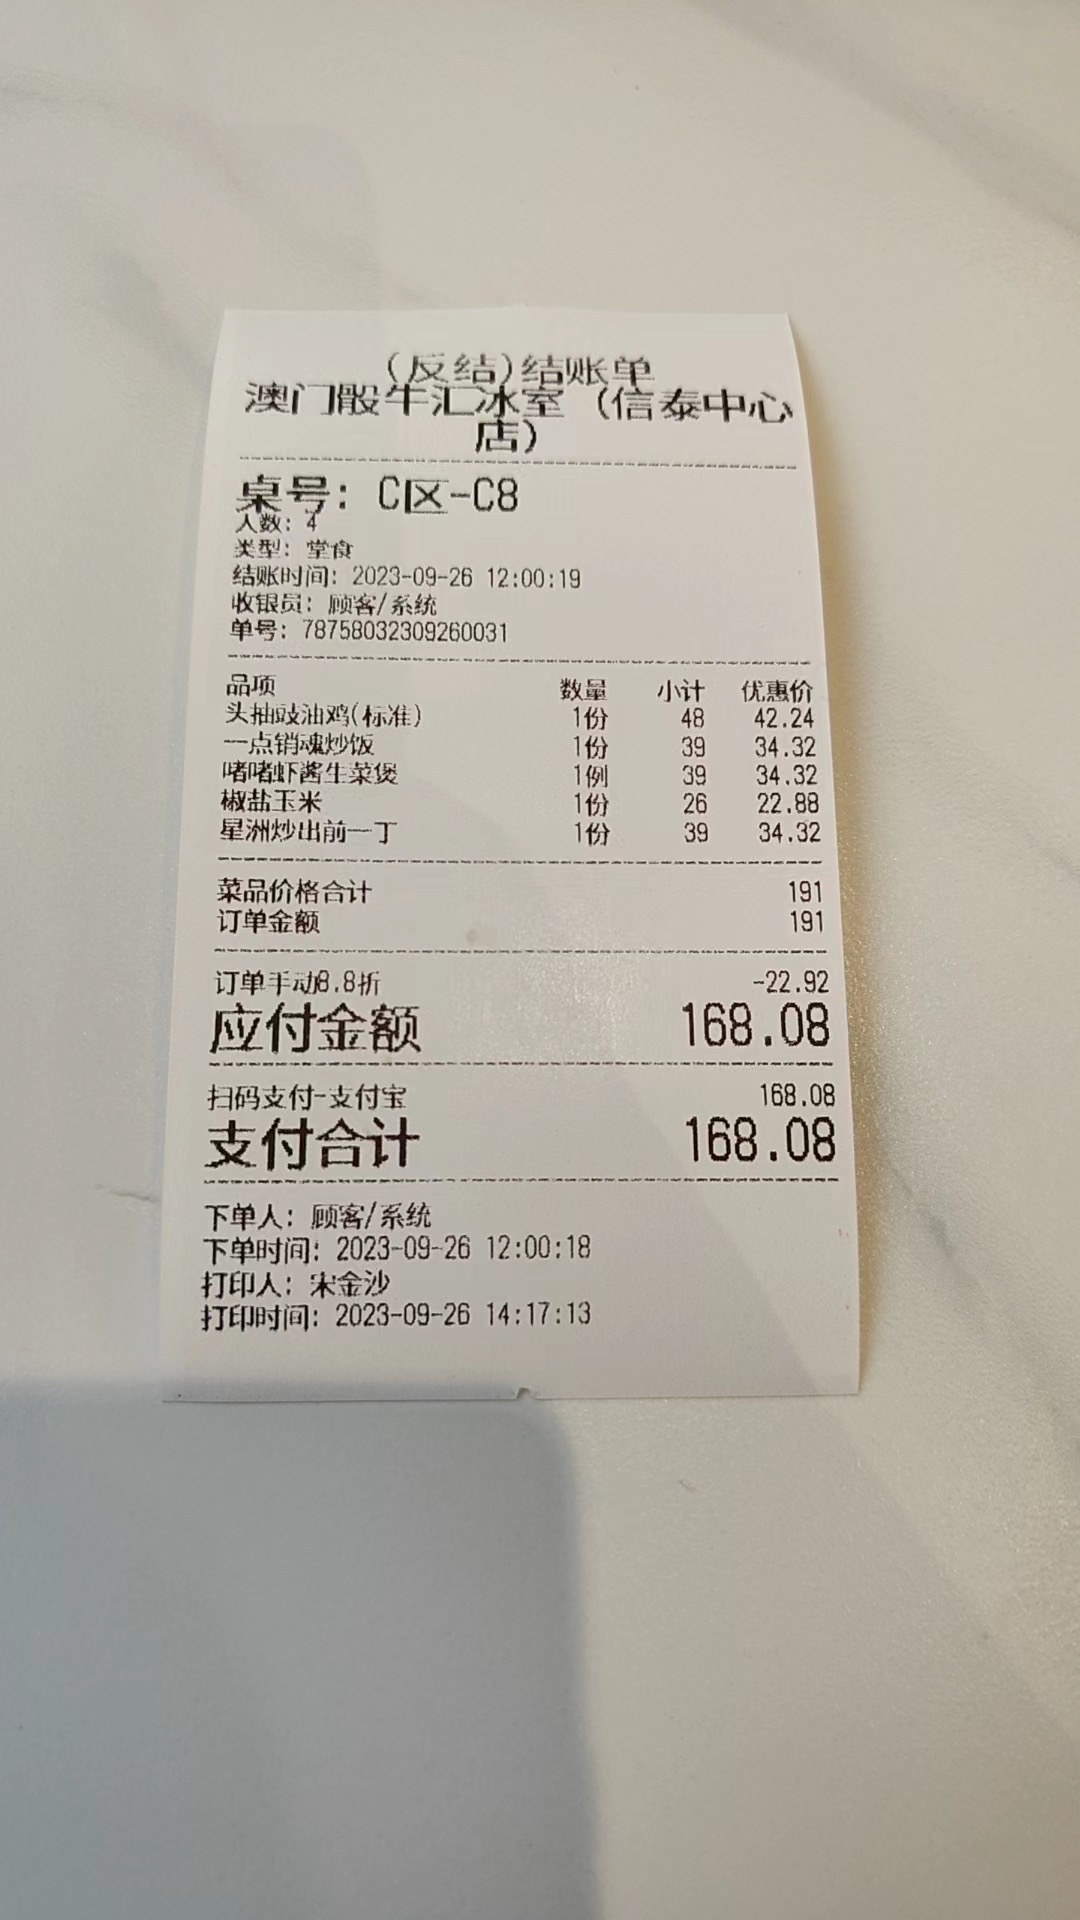 (反结)结账单
澳门骰牛汇冰室（信泰中心
店）
桌号：C区-C8
人数：4
类型：堂食
结账时间：2023-09-26 12:00:19
收银员：顾客/系统
单号：787580323092600​31
品项 数量 小计 优惠价
头抽豉油鸡(标准) 1份 48 42.24
一点销魂炒饭 1份 39 34.32
啫啫虾酱生菜煲 1例 39 34.32
椒盐玉米 1份 26 22.88
星洲炒出前一丁 1份 39 34.32
菜品价格合计 191
订单金额 191
订单手动8.8折 -22.92
应付金额 168.08
扫码支付-支付宝 168.08
支付合计 168.08
下单人：顾客/系统
下单时间：2023-09-26 12:00:18
打印人：宋金沙
打印时间：2023-09-26 14:17:13